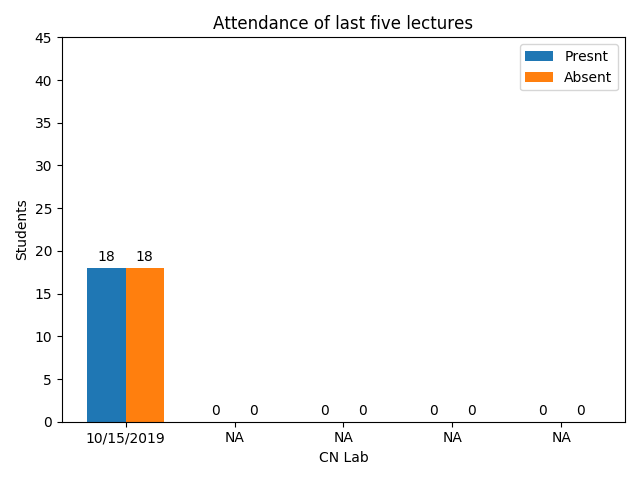 Attendance of last five lectures
Presnt
Absent
Students
45
40
35
30
25
20
15
10
5
0
18 18
0 0 0 0 0 0 0 0
10/15/2019 NA NA NA NA
CN Lab